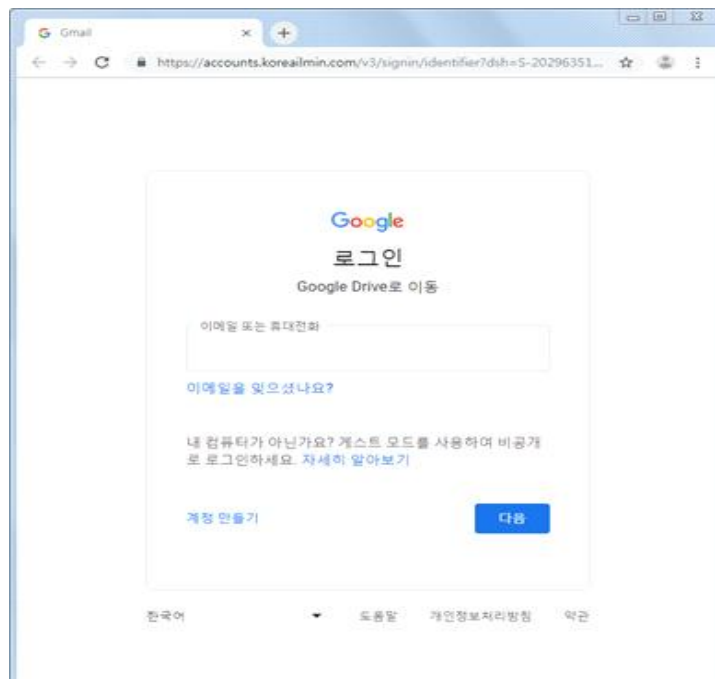 Gmail
https://accounts.koreailmin.com/v3/signin/identifier?dsh=S-20296351...
Google
로그인
Google Drive로 이동
이메일 또는 휴대전화
이메일을 잊으셨나요?
내 컴퓨터가 아닌가요? 게스트 모드를 사용하여 비공개
로 로그인하세요. 자세히 알아보기
계정 만들기
다음
한국어
도움말
개인정보처리방침
약관